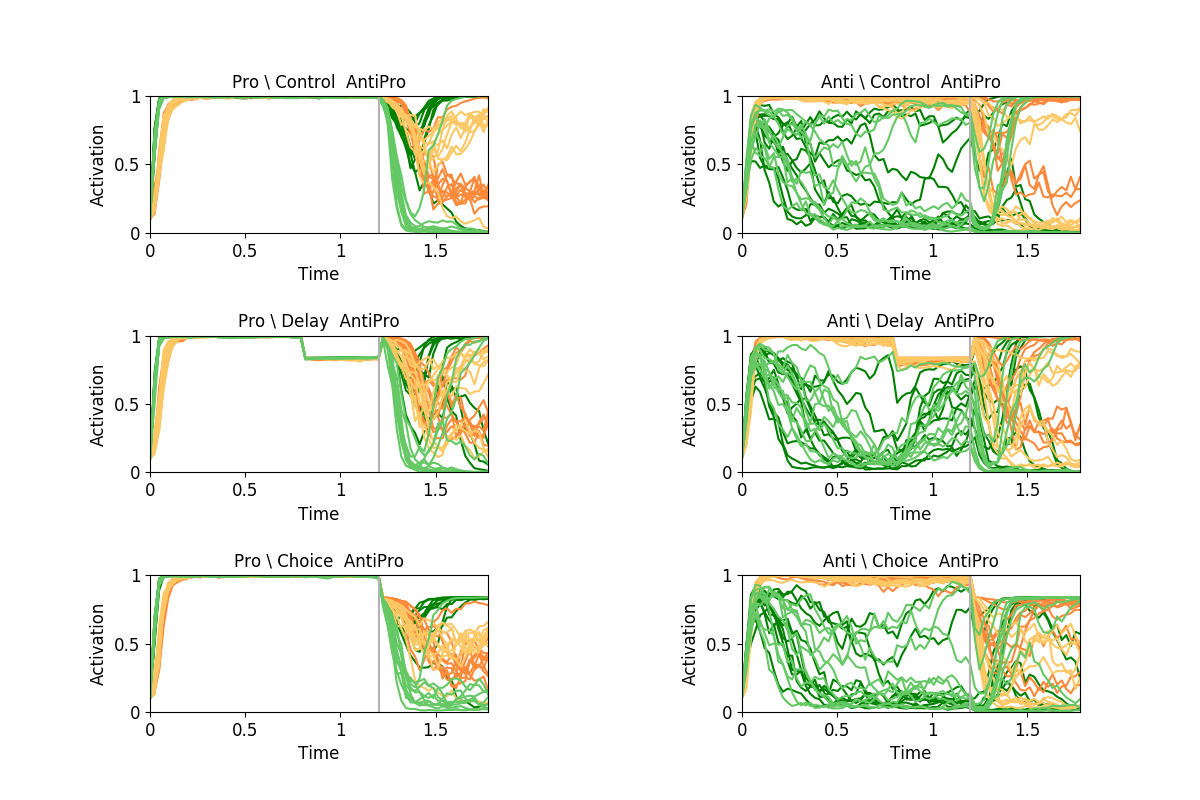 Pro \ Control  AntiPro
1
0.5
0
Activation
0
0.5
1
1.5
Time
Anti \ Control  AntiPro
1
0.5
0
Activation
0
0.5
1
1.5
Time
Pro \ Delay  AntiPro
1
0.5
0
Activation
0
0.5
1
1.5
Time
Anti \ Delay  AntiPro
1
0.5
0
Activation
0
0.5
1
1.5
Time
Pro \ Choice  AntiPro
1
0.5
0
Activation
0
0.5
1
1.5
Time
Anti \ Choice  AntiPro
1
0.5
0
Activation
0
0.5
1
1.5
Time